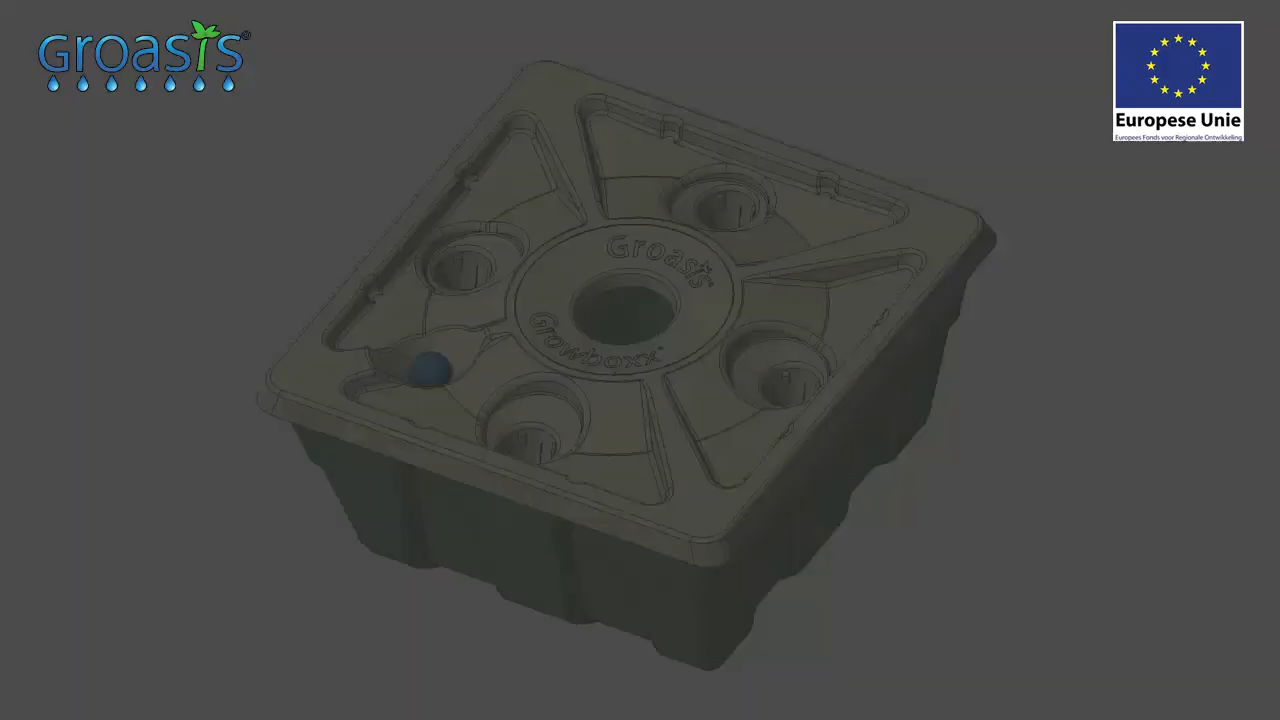 Groasis®
Europese Unie
Europees Fonds voor Regionale Ontwikkeling
Groasis
Growboxx®